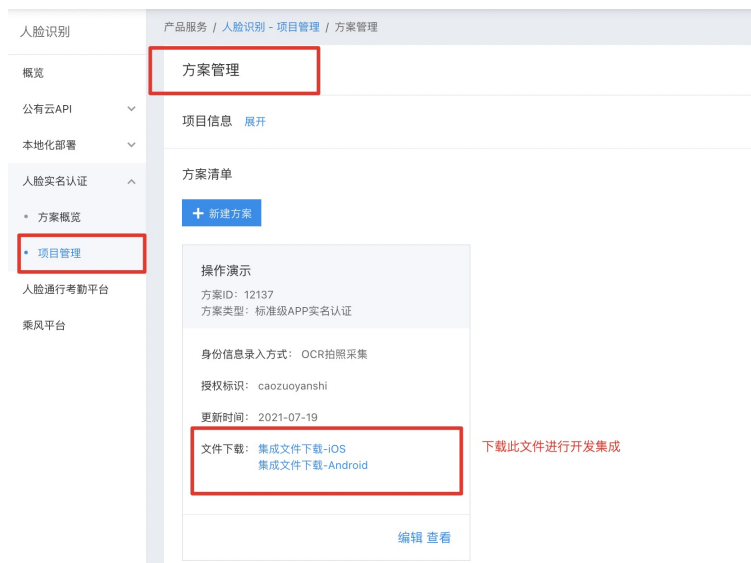 人脸识别
产品服务 / 人脸识别 - 项目管理 / 方案管理
概览
公有云API
本地化部署
人脸实名认证
方案概览
项目管理
人脸通行考勤平台
乘风平台
方案管理
项目信息 展开
方案清单
+ 新建方案
操作演示
方案ID: 12137
方案类型: 标准级APP实名认证
身份信息录入方式: OCR拍照采集
授权标识: caozuoyanshi
更新时间: 2021-07-19
文件下载: 集成文件下载-iOS
集成文件下载-Android
下载此文件进行开发集成
编辑 查看